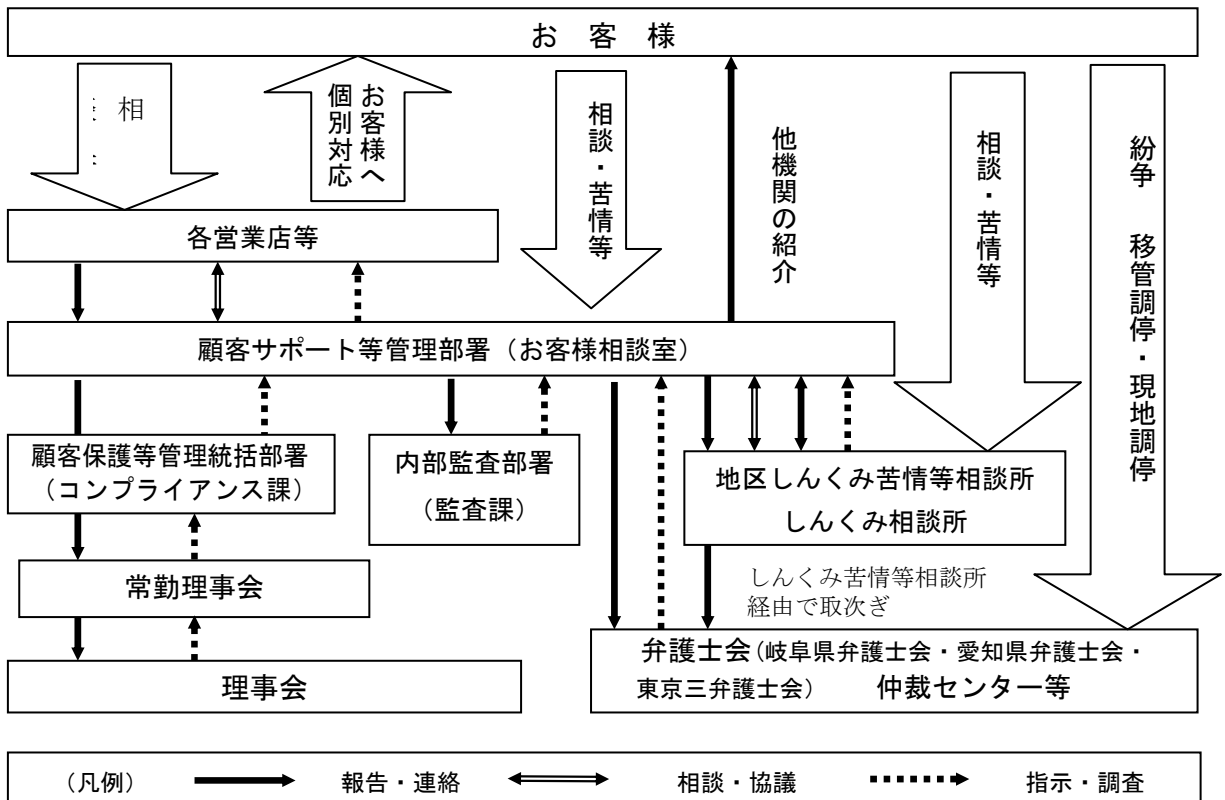 お 客 様
相
お客様へ
個別対応
相談・苦情等
他機関の紹介
相談・苦情等
紛争 移管調停・現地調停
各営業店等
顧客サポート等管理部署（お客様相談室）
顧客保護等管理統括部署
（コンプライアンス課）
内部監査部署
（監査課）
地区しんくみ苦情等相談所
しんくみ相談所
常勤理事会
しんくみ苦情等相談所
経由で取次ぎ
理事会
弁護士会（岐阜県弁護士会・愛知県弁護士会・
東京三弁護士会） 仲裁センター等
（凡例） 報告・連絡 相談・協議 指示・調査